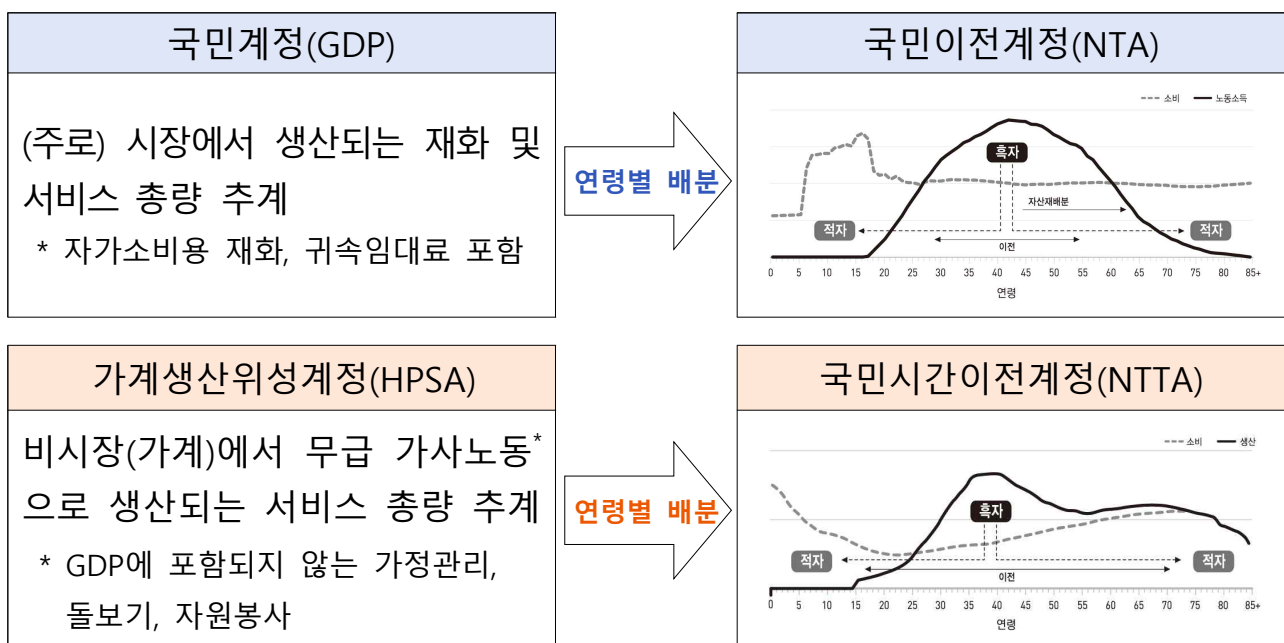 국민계정(GDP)
(주로) 시장에서 생산되는 재화 및
서비스 총량 추계
* 자가소비용 재화, 귀속임대료 포함
연령별 배분
국민이전계정(NTA)
소비 노동소득
흑자
자산재배분
적자 적자
이전
0 5 10 15 20 25 30 35 40 45 50 55 60 65 70 75 80 85+
연령
가계생산위성계정(HPSA)
비시장(가계)에서 무급 가사노동*
으로 생산되는 서비스 총량 추계
* GDP에 포함되지 않는 가정관리,
돌보기, 자원봉사
연령별 배분
국민시간이전계정(NTTA)
소비 생산
흑자
적자 적자
이전
0 5 10 15 20 25 30 35 40 45 50 55 60 65 70 75 80 85+
연령